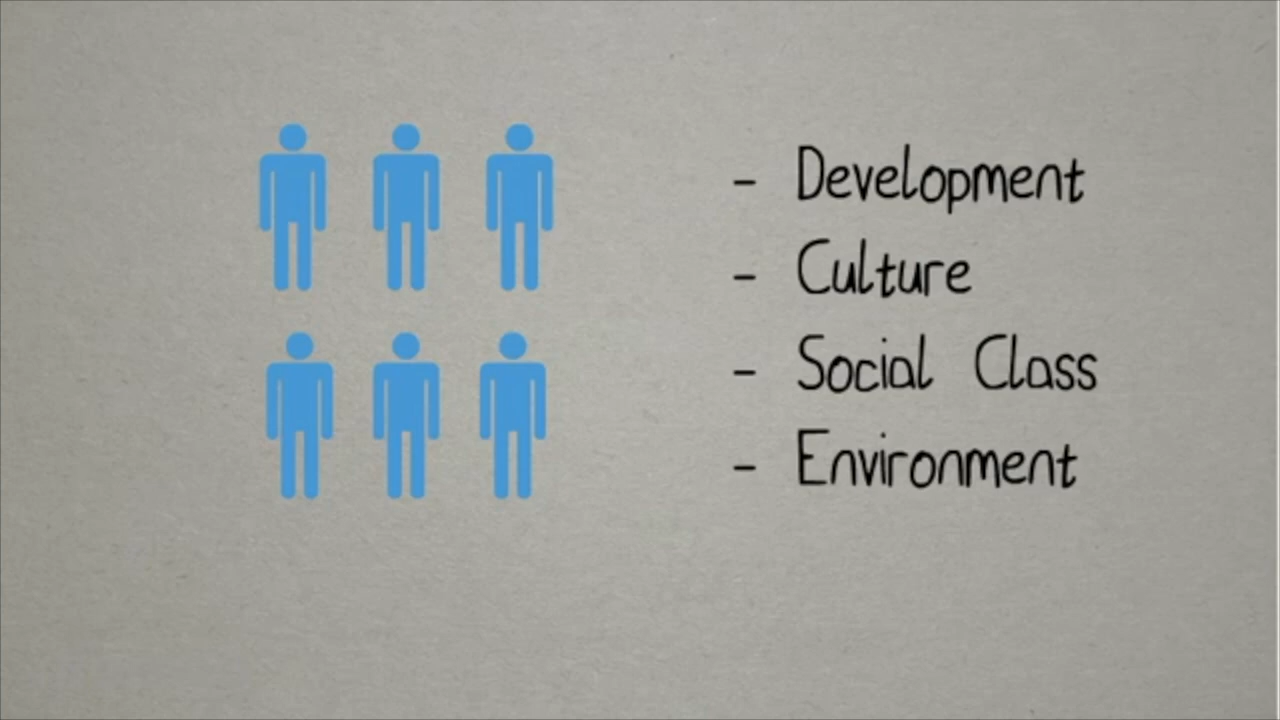 - Development
- Culture
- Social Class
- Environment